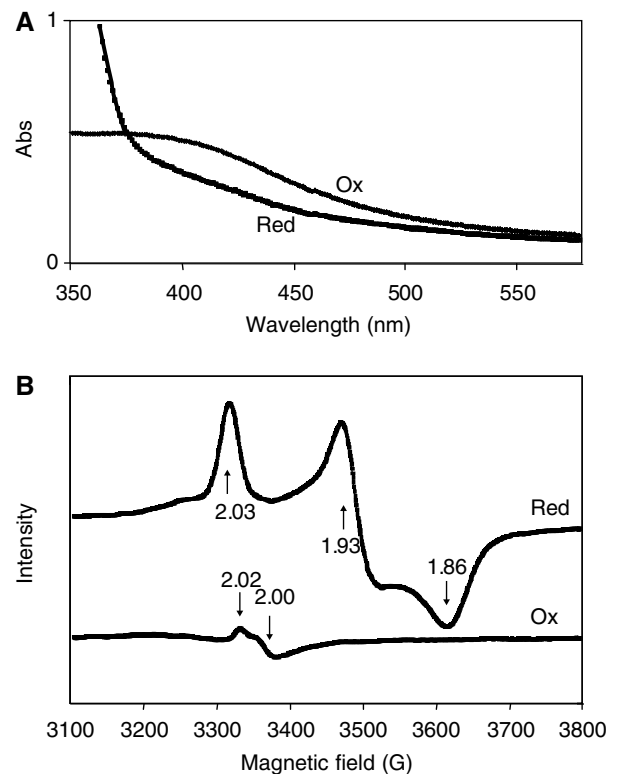 A
1
Abs
Ox
Red
0
350 400 450 500 550
Wavelength (nm)
B
Intensity
2.03
1.93
Red
1.86
2.02
2.00
Ox
3100 3200 3300 3400 3500 3600 3700 3800
Magnetic field (G)